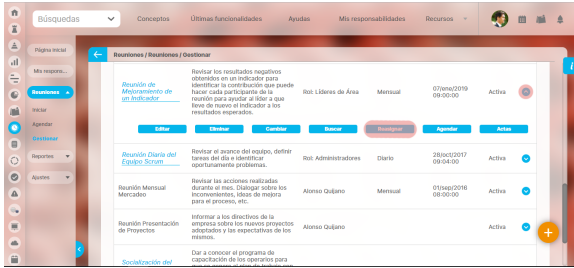 Búsquedas
Conceptos
Útlimas funcionalidades
Ayudas
Mis responsabilidades
Recursos
Página Inicial
Mis respons...
Reuniones
Iniciar
Agendar
Gestionar
Reportes
Ajustes
Reuniones / Reuniones / Gestionar
Reunión de
Mejoramiento de
un Indicador
Revisar los resultados negativos
obtenidos en un indicador para
identificar la contribución que puede
hacer cada participante de la
reunión para ayudar al líder a que
lleve de nuevo el indicador a los
resultados esperados.
Rol: Líderes de Área
Mensual
07/ene/2019
09:00:00
Activa
Editar
Eliminar
Cambiar
Buscar
Reasignar
Agendar
Actas
Reunión Diaria del
Equipo Scrum
Revisar el avance del equipo, definir
tareas del día e identificar
oportunamente problemas.
Rol: Administradores
Diario
28/oct/2017
09:04:00
Activa
Reunión Mensual
Mercadeo
Revisar las acciones realizadas
durante el mes. Dialogar sobre los
inconvenientes, ideas de mejora
para el proceso, etc.
Alonso Quijano
Mensual
01/sep/2016
08:00:00
Activa
Reunión Presentación
de Proyectos
Informar a los directivos de la
empresa sobre los nuevos proyectos
adoptados y las expectativas de los
mismos.
Alonso Quijano
Activa
Socialización del
Dar a conocer el programa de
capacitación de los operarios para